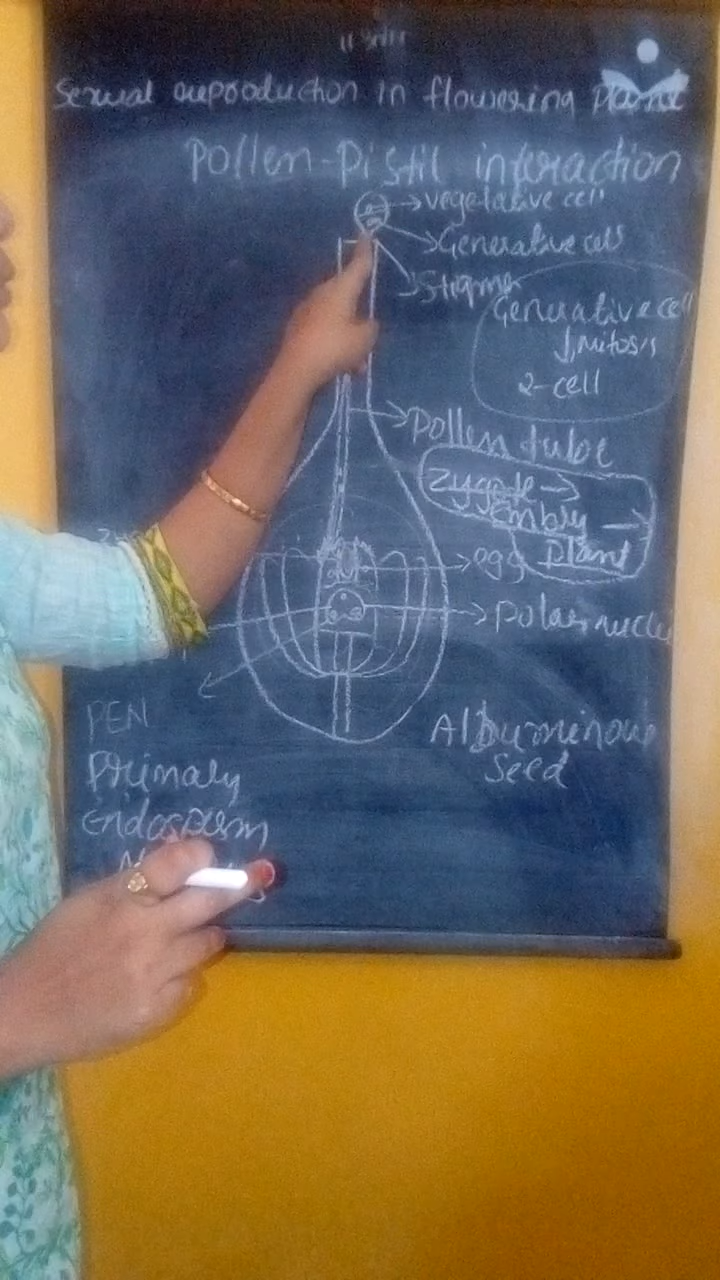 Sexual reproduction in flowering plant
Pollen-Pistil interaction
vegetative cell
Generative cell
Stigma
Generative cell
mitosis
2-cell
Pollen tube
Zygote →
Embry →
Plant
egg
Polar nuclei
PEN
Primary
Endosperm
Albuminous
Seed